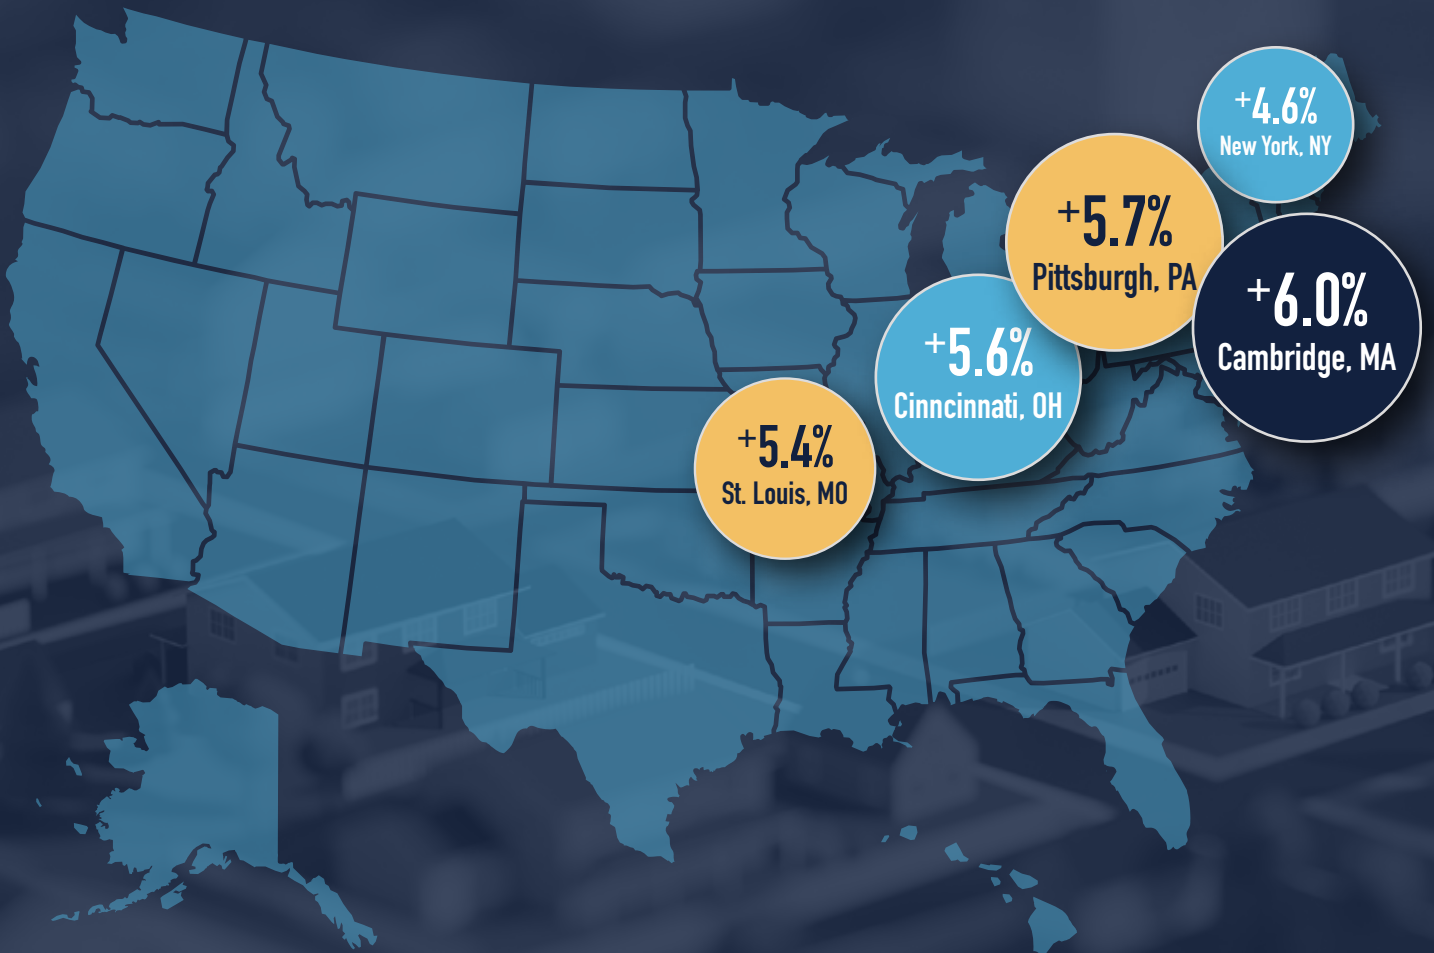 +4.6%
New York, NY
+5.7%
Pittsburgh, PA
+6.0%
Cambridge, MA
+5.6%
Cinncinnati, OH
+5.4%
St. Louis, MO